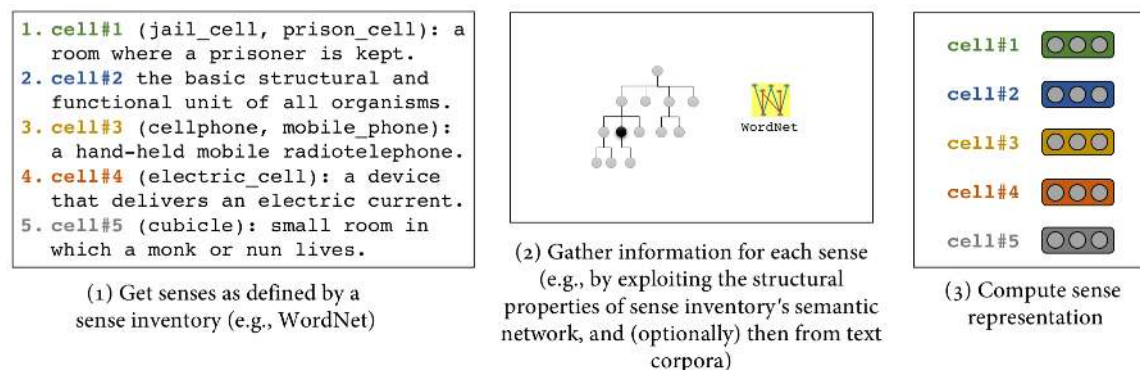 1. cell#1 (jail_cell, prison_cell): a
room where a prisoner is kept.
2. cell#2 the basic structural and
functional unit of all organisms.
3. cell#3 (cellphone, mobile_phone):
a hand-held mobile radiotelephone.
4. cell#4 (electric_cell): a device
that delivers an electric current.
5. cell#5 (cubicle): small room in
which a monk or nun lives.
(1) Get senses as defined by a
sense inventory (e.g., WordNet)
WordNet
(2) Gather information for each sense
(e.g., by exploiting the structural
properties of sense inventory's semantic
network, and (optionally) then from text
corpora)
cell#1
cell#2
cell#3
cell#4
cell#5
(3) Compute sense
representation